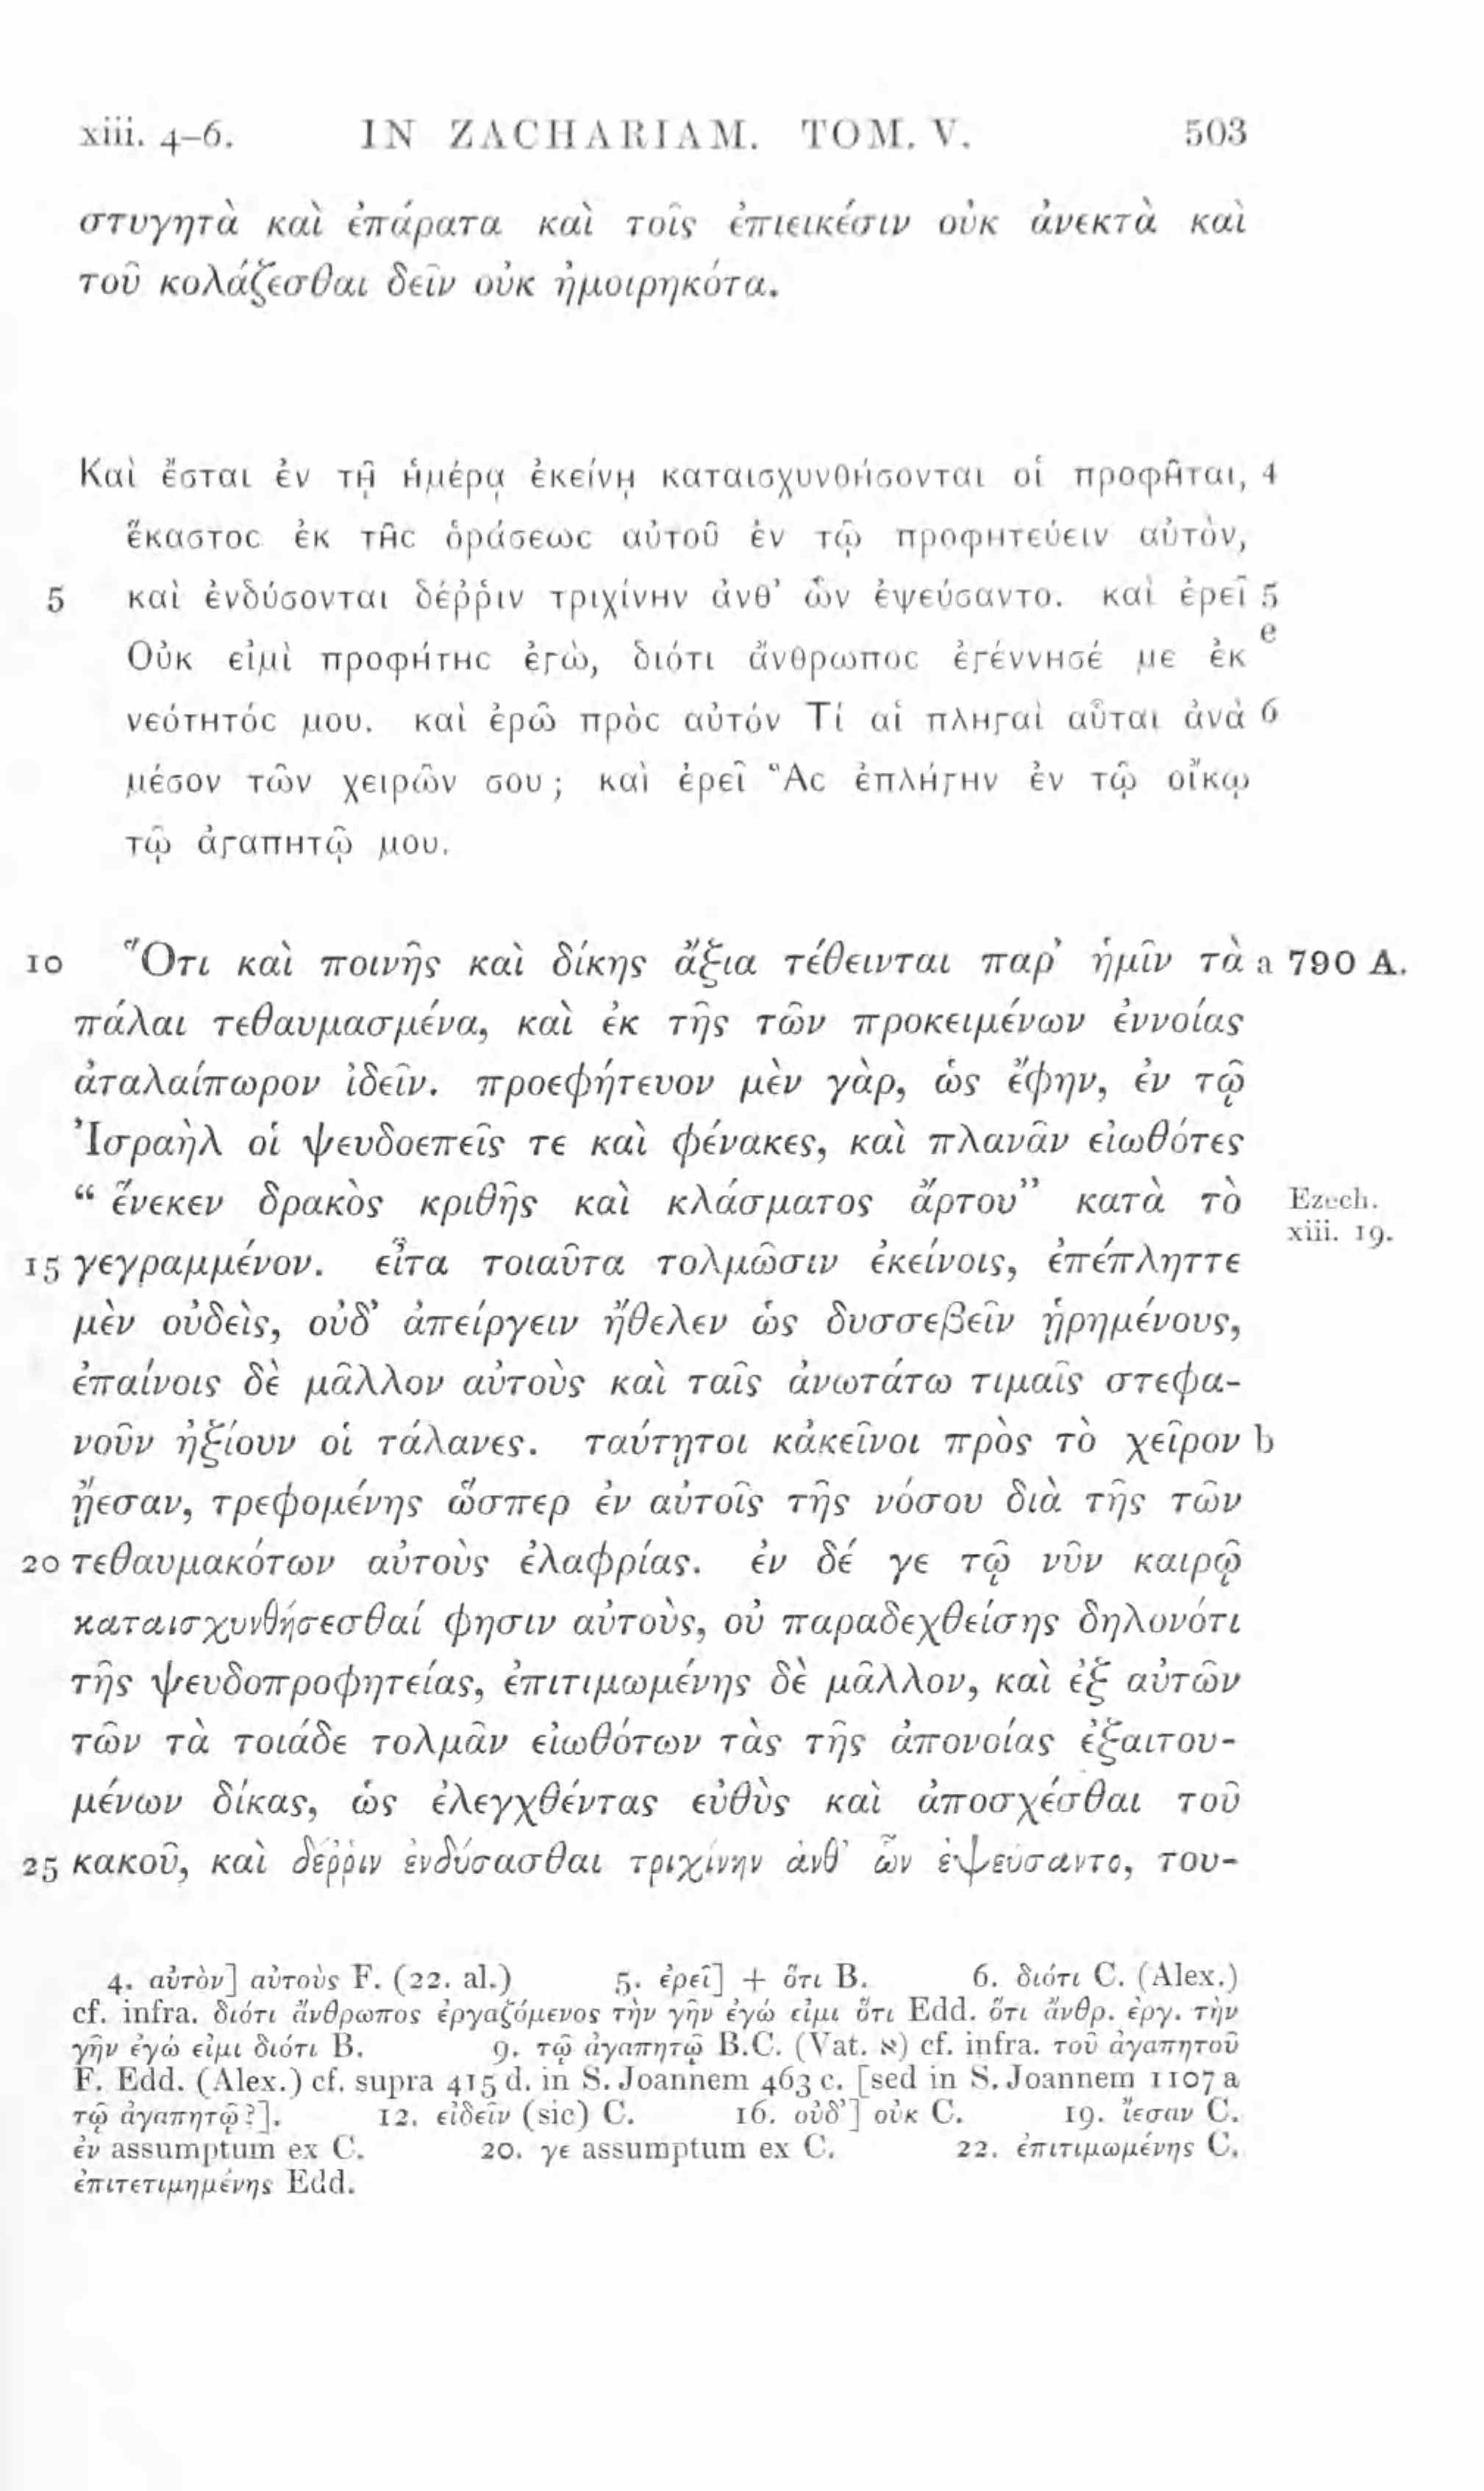 xiii. 4–6. IN ZACHARIAM. TOM. V. 503
στυγητὰ καὶ ἐπάρατα καὶ τοῖς ἐπιεικέσιν οὐκ ἀνεκτὰ καὶ
τοῦ κολάζεσθαι δεῖν οὐκ ἠμοιρηκότα.
Καὶ ἔσται ἐν τῇ ἡμέρᾳ ἐκείνῃ καταισχυνθήσονται οἱ προφῆται, 4
ἕκαστος ἐκ τῆς ὁράσεως αὐτοῦ ἐν τῷ προφητεύειν αὐτὸν,
5 καὶ ἐνδύσονται δέῤῥιν τριχίνην ἀνθ’ ὧν ἐψεύσαντο. καὶ ἐρεῖ 5
e
Οὐκ εἰμὶ προφήτης ἐγὼ, διότι ἄνθρωπος ἐγέννησέ με ἐκ
νεότητός μου. καὶ ἐρῶ πρὸς αὐτόν Τί αἱ πληγαὶ αὗται ἀνὰ 6
μέσον τῶν χειρῶν σου; καὶ ἐρεῖ Ἃς ἐπλήγην ἐν τῷ οἴκῳ
τῷ ἀγαπητῷ μου.
10 Ὅτι καὶ ποινῆς καὶ δίκης ἄξια τέθεινται παρ’ ἡμῖν τὰ a 790 A.
πάλαι τεθαυμασμένα, καὶ ἐκ τῆς τῶν προκειμένων ἐννοίας
ἀταλαίπωρον ἰδεῖν. προεφήτευον μὲν γὰρ, ὡς ἔφην, ἐν τῷ
Ἰσραὴλ οἱ ψευδοεπεῖς τε καὶ φένακες, καὶ πλανᾶν εἰωθότες
“ ἕνεκεν δρακὸς κριθῆς καὶ κλάσματος ἄρτου” κατὰ τὸ Ezech.
xiii. 19.
15 γεγραμμένον. εἶτα τοιαῦτα τολμῶσιν ἐκείνοις, ἐπέπληττε
μὲν οὐδεὶς, οὐδ’ ἀπείργειν ἤθελεν ὡς δυσσεβεῖν ᾑρημένους,
ἐπαίνοις δὲ μᾶλλον αὐτοὺς καὶ ταῖς ἀνωτάτω τιμαῖς στεφα-
νοῦν ἠξίουν οἱ τάλανες. ταύτῃτοι κἀκεῖνοι πρὸς τὸ χεῖρον b
ᾔεσαν, τρεφομένης ὥσπερ ἐν αὐτοῖς τῆς νόσου διὰ τῆς τῶν
20 τεθαυμακότων αὐτοὺς ἐλαφρίας. ἐν δέ γε τῷ νῦν καιρῷ
καταισχυνθήσεσθαί φησιν αὐτοὺς, οὐ παραδεχθείσης δηλονότι
τῆς ψευδοπροφητείας, ἐπιτιμωμένης δὲ μᾶλλον, καὶ ἐξ αὐτῶν
τῶν τὰ τοιάδε τολμᾶν εἰωθότων τὰς τῆς ἀπονοίας ἐξαιτου-
μένων δίκας, ὡς ἐλεγχθέντας εὐθὺς καὶ ἀποσχέσθαι τοῦ
25 κακοῦ, καὶ δέῤῥιν ἐνδύσασθαι τριχίνην ἀνθ’ ὧν ἐψεύσαντο, του-
4. αὐτὸν] αὐτοὺς F. (22. al.) 5. ἐρεῖ] + ὅτι B. 6. διότι C. (Alex.)
cf. infra. διότι ἄνθρωπος ἐργαζόμενος τὴν γῆν ἐγώ εἰμι ὅτι Edd. ὅτι ἄνθρ. ἐργ. τὴν
γῆν ἐγώ εἰμι διότι B. 9. τῷ ἀγαπητῷ B.C. (Vat. א) cf. infra. τοῦ ἀγαπητοῦ
F. Edd. (Alex.) cf. supra 415 d. in S. Joannem 463 c. [sed in S. Joannem 1107 a
τῷ ἀγαπητῷ?]. 12. εἰδεῖν (sic) C. 16. οὐδ’] οὐκ C. 19. ἴεσαν C.
ἐν assumptum ex C. 20. γε assumptum ex C. 22. ἐπιτιμωμένης C.
ἐπιτετιμημένης Edd.